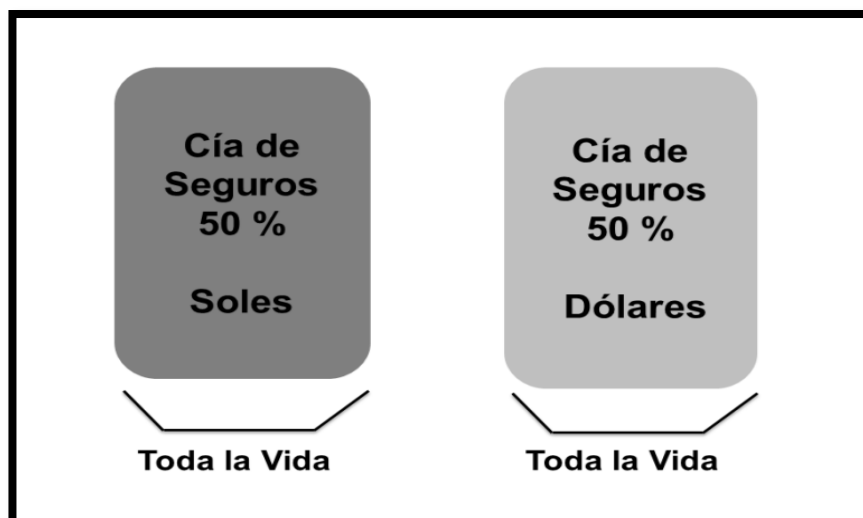 Cía de
Seguros
50 %
Soles
Toda la Vida
Cía de
Seguros
50 %
Dólares
Toda la Vida